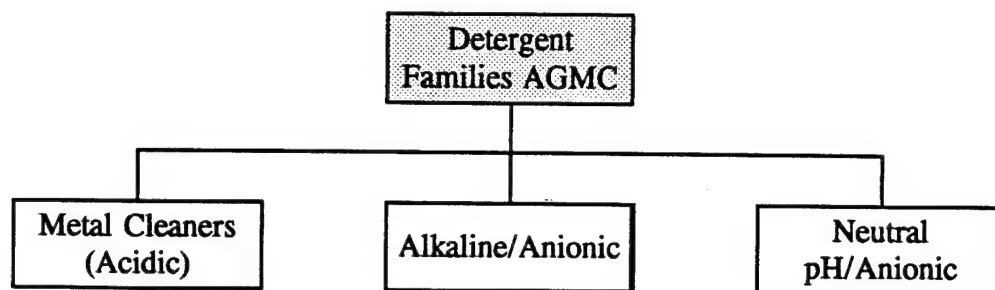 Detergent
Families AGMC
Metal Cleaners
(Acidic)
Alkaline/Anionic
Neutral
pH/Anionic